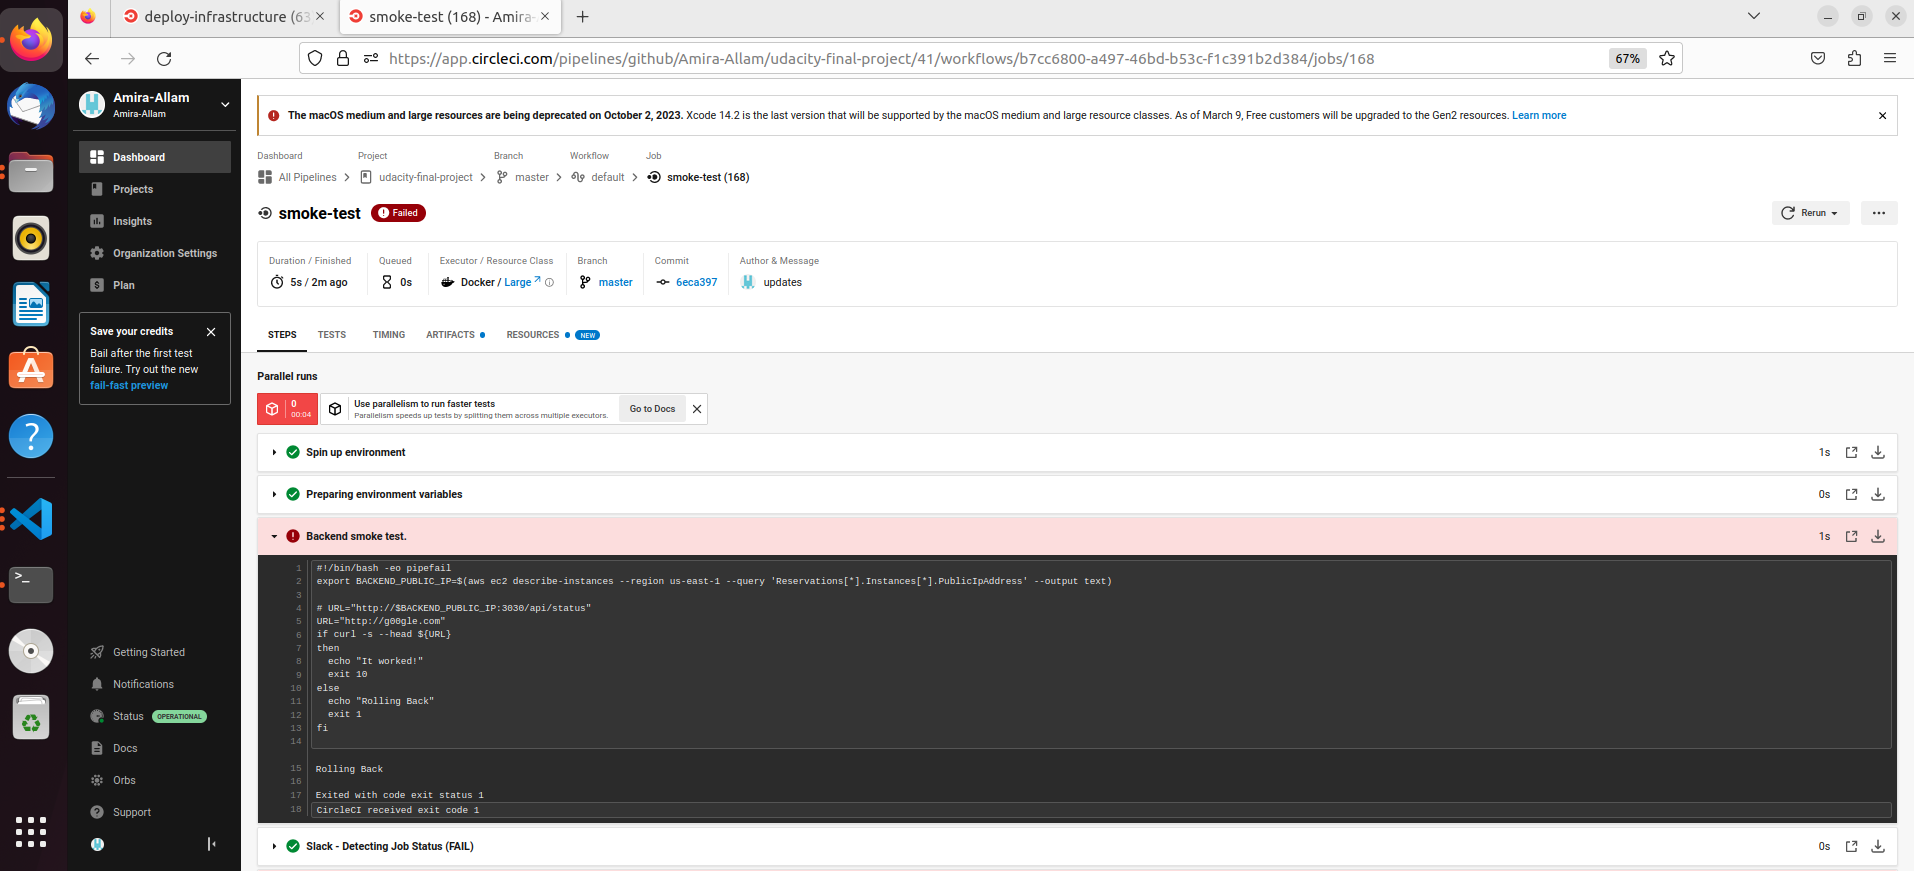 deploy-infrastructure (63
smoke-test (168) - Amira-
https://app.circleci.com/pipelines/github/Amira-Allam/udacity-final-project/41/workflows/b7cc6800-a497-46bd-b53c-f1c391b2d384/jobs/168
67%
Amira-Allam
Amira-Allam
Dashboard
Projects
Insights
Organization Settings
Plan
Save your credits
Bail after the first test
failure. Try out the new
fail-fast preview
Getting Started
Notifications
Status OPERATIONAL
Docs
Orbs
Support
The macOS medium and large resources are being deprecated on October 2, 2023. Xcode 14.2 is the last version that will be supported by the macOS medium and large resource classes. As of March 9, Free customers will be upgraded to the Gen2 resources. Learn more
Dashboard Project Branch Workflow Job
All Pipelines udacity-final-project master default smoke-test (168)
smoke-test Failed
Rerun
Duration / Finished Queued Executor / Resource Class Branch Commit Author & Message
5s / 2m ago 0s Docker / Large master 6eca397 updates
STEPS TESTS TIMING ARTIFACTS RESOURCES NEW
Parallel runs
0
00:04
Use parallelism to run faster tests
Parallelism speeds up tests by splitting them across multiple executors.
Go to Docs
Spin up environment 1s
Preparing environment variables 0s
Backend smoke test. 1s
1 #!/bin/bash -eo pipefail
2 export BACKEND_PUBLIC_IP=$(aws ec2 describe-instances --region us-east-1 --query 'Reservations[*].Instances[*].PublicIpAddress' --output text)
3
4 # URL="http://$BACKEND_PUBLIC_IP:3030/api/status"
5 URL="http://g00gle.com"
6 if curl -s --head ${URL}
7 then
8 echo "It worked!"
9 exit 10
10 else
11 echo "Rolling Back"
12 exit 1
13 fi
14
15 Rolling Back
16
17 Exited with code exit status 1
18 CircleCI received exit code 1
Slack - Detecting Job Status (FAIL) 0s